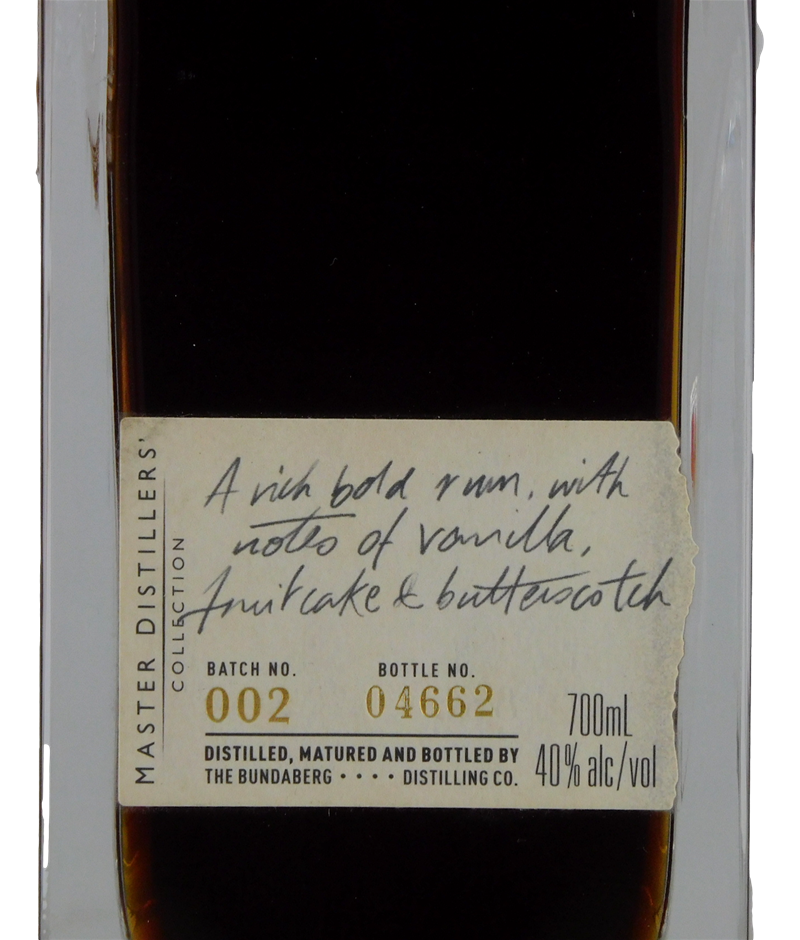 MASTER DISTILLERS'
COLLECTION
A rich bold rum, with
notes of vanilla,
fruitcake & butterscotch
BATCH NO. BOTTLE NO.
002 04662
700mL
DISTILLED, MATURED AND BOTTLED BY
THE BUNDABERG •••• DISTILLING CO.
40% alc/vol